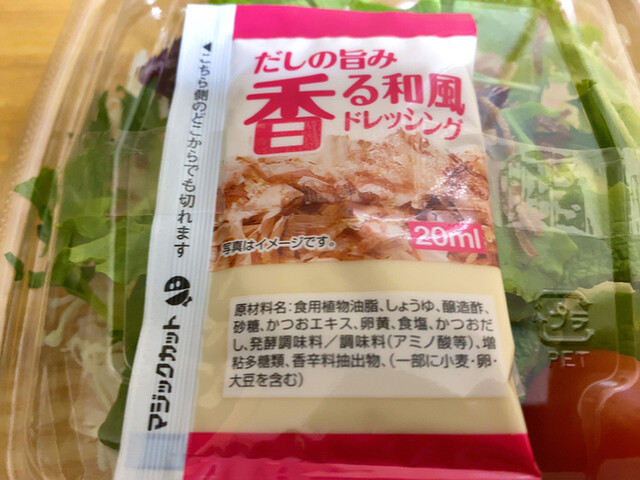 だしの旨み
香る和風
ドレッシング
◀こちら側のどこからでも切れます
マジックカット
写真はイメージです。
20ml
原材料名:食用植物油脂、しょうゆ、醸造酢、
砂糖、かつおエキス、卵黄、食塩、かつおだ
し、発酵調味料／調味料(アミノ酸等)、増
粘多糖類、香辛料抽出物、(一部に小麦・卵・
大豆を含む)
プラ
PET